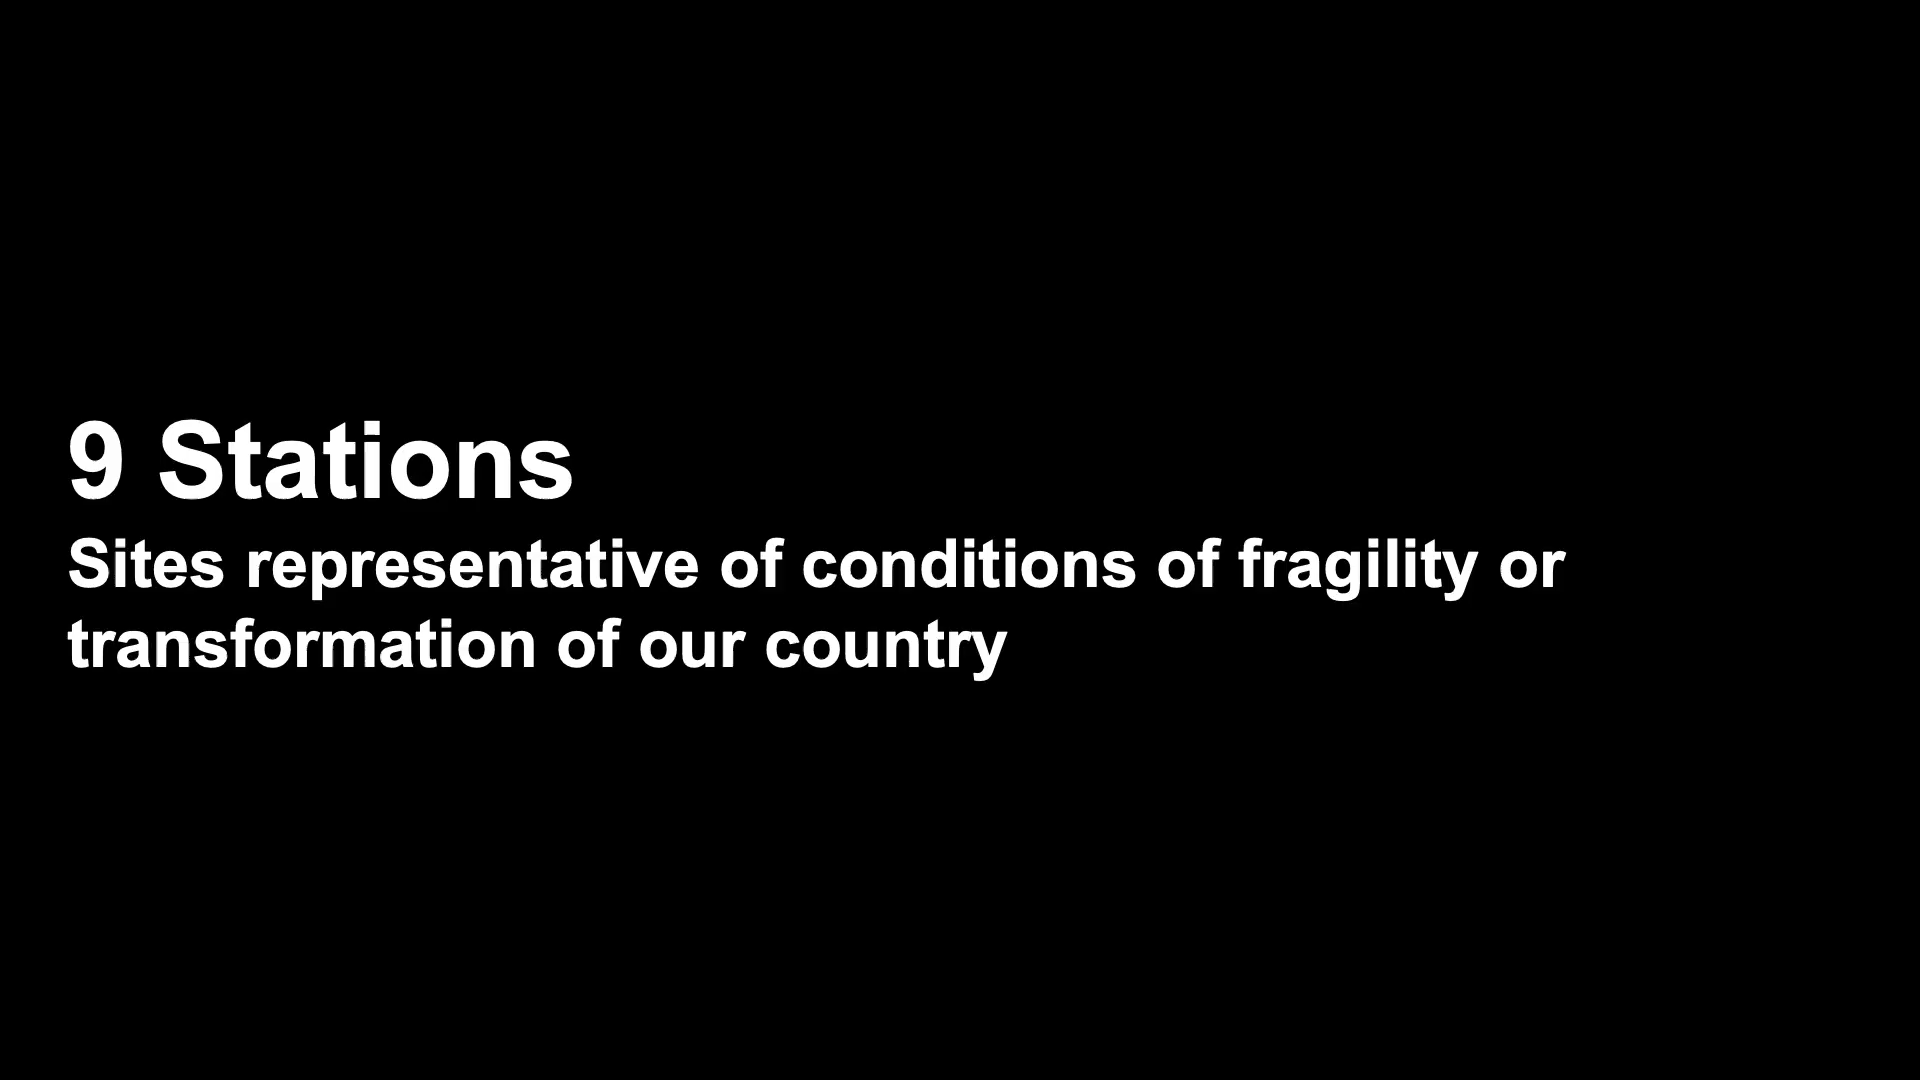 9 Stations
Sites representative of conditions of fragility or
transformation of our country